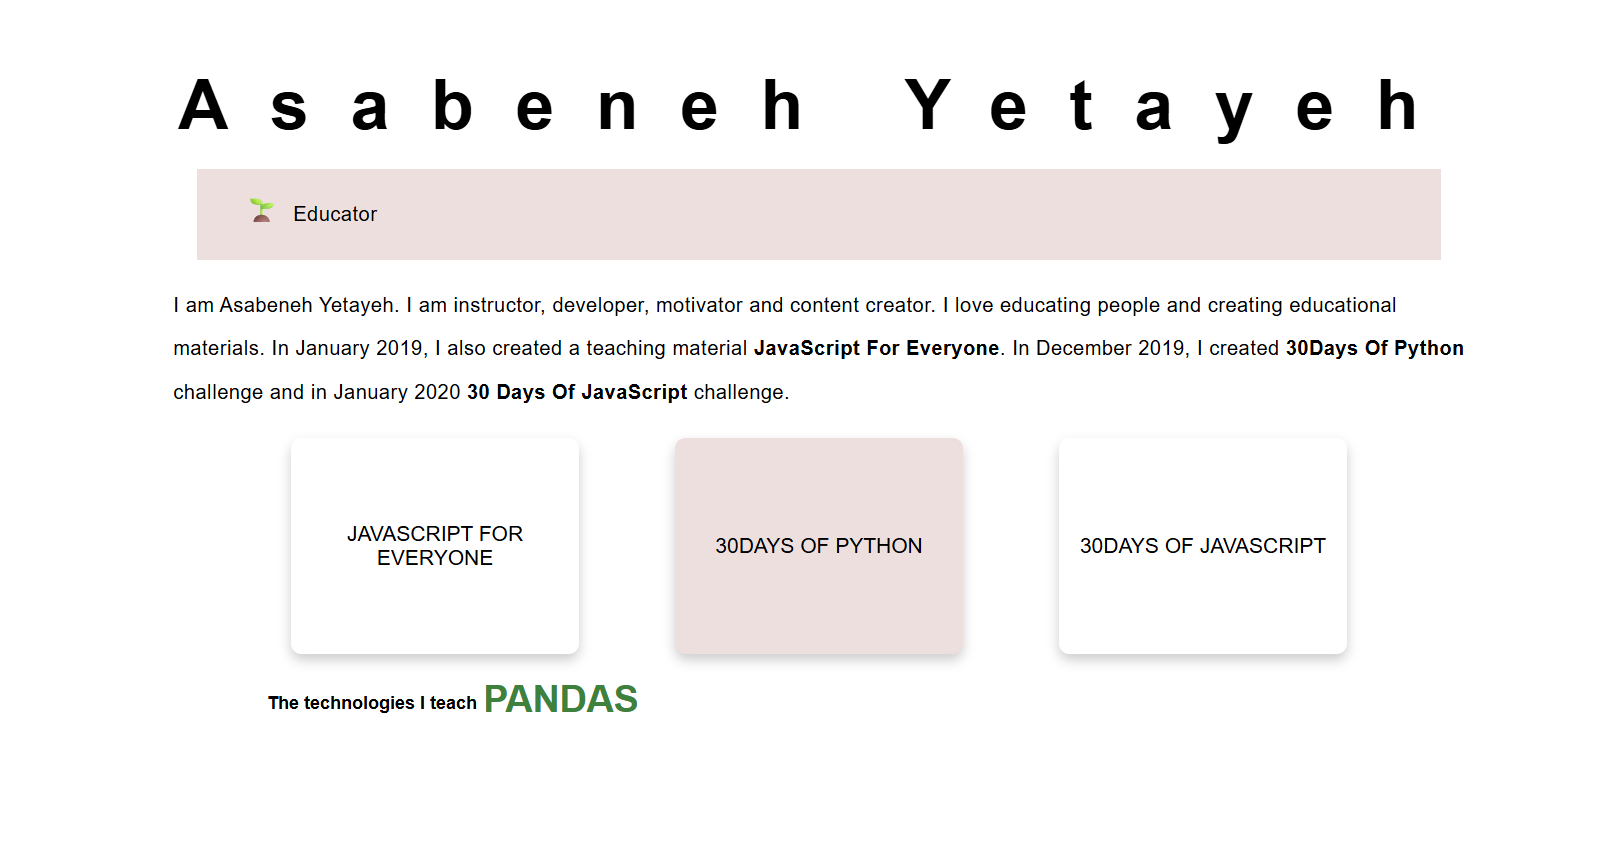 Asabeneh Yetayeh
🌱 Educator
I am Asabeneh Yetayeh. I am instructor, developer, motivator and content creator. I love educating people and creating educational
materials. In January 2019, I also created a teaching material JavaScript For Everyone. In December 2019, I created 30Days Of Python
challenge and in January 2020 30 Days Of JavaScript challenge.
JAVASCRIPT FOR
EVERYONE
30DAYS OF PYTHON
30DAYS OF JAVASCRIPT
The technologies I teach PANDAS